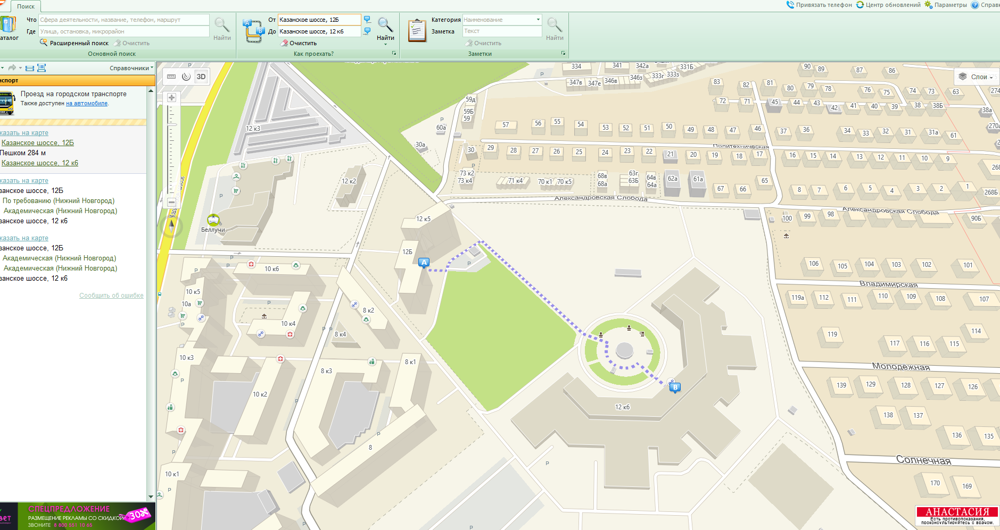 Поиск
Привязать телефон
Центр обновлений
Параметры
Справк
Что
Сфера деятельности, название, телефон, маршрут
Где
Улица, остановка, микрорайон
Найти
аталог
Расширенный поиск
Очистить
Основной поиск
От
Казанское шоссе, 12Б
До
Казанское шоссе, 12 к6
Найти
Очистить
Как проехать?
Категория
Наименование
Заметка
Текст
Найти
Очистить
Заметки
Справочники
нспорт
Проезд на городском транспорте
Также доступен на автомобиле.
казать на карте
Казанское шоссе, 12Б
Пешком 284 м
Казанское шоссе, 12 к6
казать на карте
занское шоссе, 12Б
По требованию (Нижний Новгород)
Академическая (Нижний Новгород)
занское шоссе, 12 к6
казать на карте
занское шоссе, 12Б
Академическая (Нижний Новгород)
Академическая (Нижний Новгород)
занское шоссе, 12 к6
Сообщить об ошибке
СПЕЦПРЕДЛОЖЕНИЕ
РАЗМЕЩЕНИЕ РЕКЛАМЫ СО СКИДКОЙ
30%
ЗВОНИТЕ 8 800 551 10 65
3D
Слои
334 341 342а 331Б
347в 347е 346в 346з 333г 333з
90 89 87 86
83 82 81 80 79 78 76 75 74 73 63 274
72 71 45 44 43 42 41 40 39 38 38Б 38а
59д
59Б
59
60а
30а
57 56 55 54 53 52 51 50 49 48 47 46 37 36 34 33 32 31 31а 61 270а
Политехническая
30 29 28 27 26 25 24 23 22 21 20 19 18 17 16 15 14 13 12 11 10 9 268
73 к2
73 к4
71 к4 70 к1 70 к5
68в
68а
63г
63Б
64в
64а
62а 61а 67 66 65 8 7 6 5 4 3 2 1 268Б
Александровская Слобода
Александровская Слобода
100 99 98 90Б
12 к3
12 к2
Беллучи
12 к5
12Б
A
10 к6
10 к5
10а
10 к4
8 к2
8 к4
10 к3
8 к3
8 к1
10 к2
8
10 к1
12 к6
B
106 105 104 103 102 101
Владимирская
119а 112 111 110 109 108 107
119 117 116 115 114
Молодёжная
139 129 128 127 126
138 137 136 135
Солнечная
170 169
АНАСТАСИЯ
Есть противопоказания,
проконсультируйтесь с врачом.